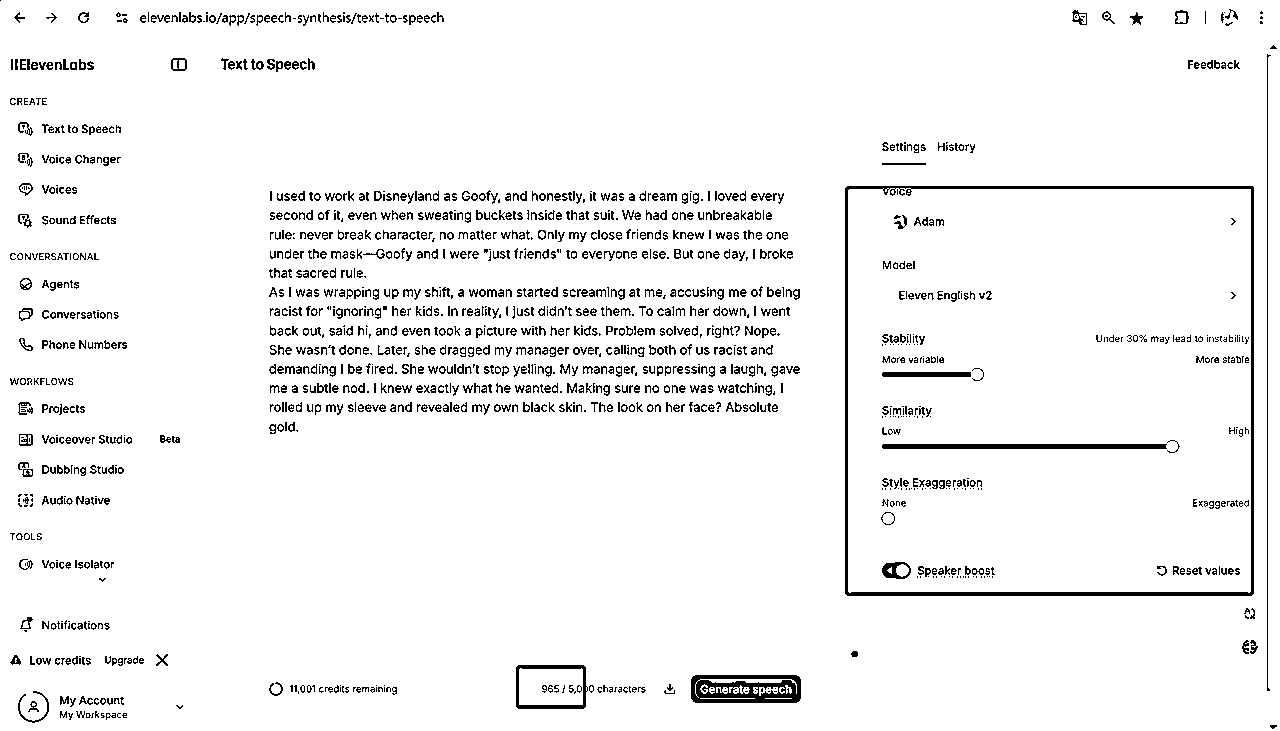 elevenlabs.io/app/speech-synthesis/text-to-speech
IIElevenLabs
Text to Speech
Feedback
CREATE
Text to Speech
Voice Changer
Voices
Sound Effects
CONVERSATIONAL
Agents
Conversations
Phone Numbers
WORKFLOWS
Projects
Voiceover Studio Beta
Dubbing Studio
Audio Native
TOOLS
Voice Isolator
Notifications
Low credits Upgrade
My Account
My Workspace
I used to work at Disneyland as Goofy, and honestly, it was a dream gig. I loved every
second of it, even when sweating buckets inside that suit. We had one unbreakable
rule: never break character, no matter what. Only my close friends knew I was the one
under the mask—Goofy and I were "just friends" to everyone else. But one day, I broke
that sacred rule.
As I was wrapping up my shift, a woman started screaming at me, accusing me of being
racist for "ignoring" her kids. In reality, I just didn't see them. To calm her down, I went
back out, said hi, and even took a picture with her kids. Problem solved, right? Nope.
She wasn't done. Later, she dragged my manager over, calling both of us racist and
demanding I be fired. She wouldn't stop yelling. My manager, suppressing a laugh, gave
me a subtle nod. I knew exactly what he wanted. Making sure no one was watching, I
rolled up my sleeve and revealed my own black skin. The look on her face? Absolute
gold.
11,001 credits remaining
965 / 5,000 characters
Generate speech
Settings History
Voice
Adam
Model
Eleven English v2
Stability
Under 30% may lead to instability
More variable More stable
Similarity
Low High
Style Exaggeration
None Exaggerated
Speaker boost
Reset values